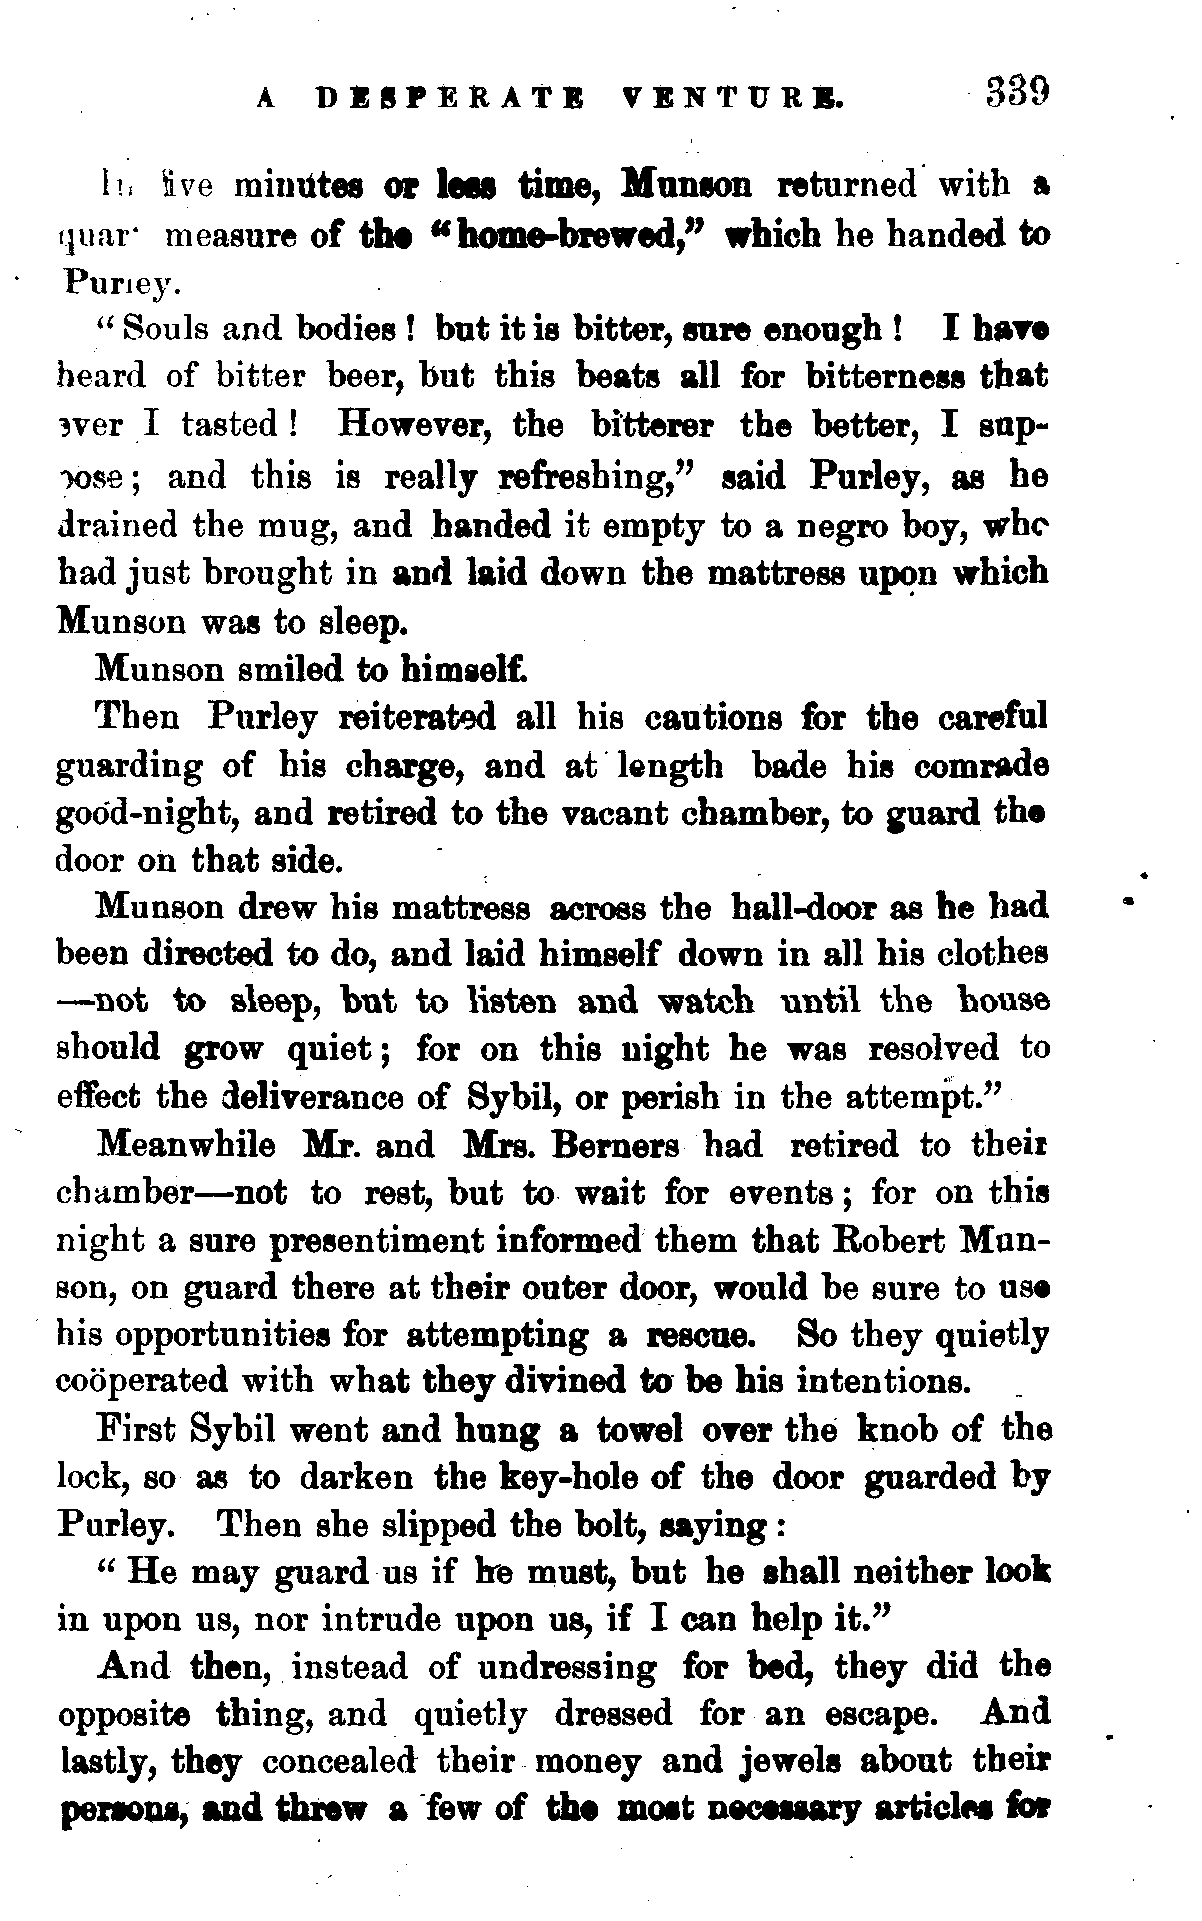 A DESPERATE VENTURE. 339
In five minutes or less time, Munson returned with a
quart measure of the “home-brewed,” which he handed to
Purley.
“Souls and bodies! but it is bitter, sure enough! I have
heard of bitter beer, but this beats all for bitterness that
ever I tasted! However, the bitterer the better, I sup-
pose; and this is really refreshing,” said Purley, as he
drained the mug, and handed it empty to a negro boy, who
had just brought in and laid down the mattress upon which
Munson was to sleep.
Munson smiled to himself.
Then Purley reiterated all his cautions for the careful
guarding of his charge, and at length bade his comrade
good-night, and retired to the vacant chamber, to guard the
door on that side.
Munson drew his mattress across the hall-door as he had
been directed to do, and laid himself down in all his clothes
—not to sleep, but to listen and watch until the house
should grow quiet; for on this night he was resolved to
effect the deliverance of Sybil, or perish in the attempt.”
Meanwhile Mr. and Mrs. Berners had retired to their
chamber—not to rest, but to wait for events; for on this
night a sure presentiment informed them that Robert Mun-
son, on guard there at their outer door, would be sure to use
his opportunities for attempting a rescue. So they quietly
coöperated with what they divined to be his intentions.
First Sybil went and hung a towel over the knob of the
lock, so as to darken the key-hole of the door guarded by
Purley. Then she slipped the bolt, saying:
“He may guard us if he must, but he shall neither look
in upon us, nor intrude upon us, if I can help it.”
And then, instead of undressing for bed, they did the
opposite thing, and quietly dressed for an escape. And
lastly, they concealed their money and jewels about their
persons, and threw a few of the most necessary articles for